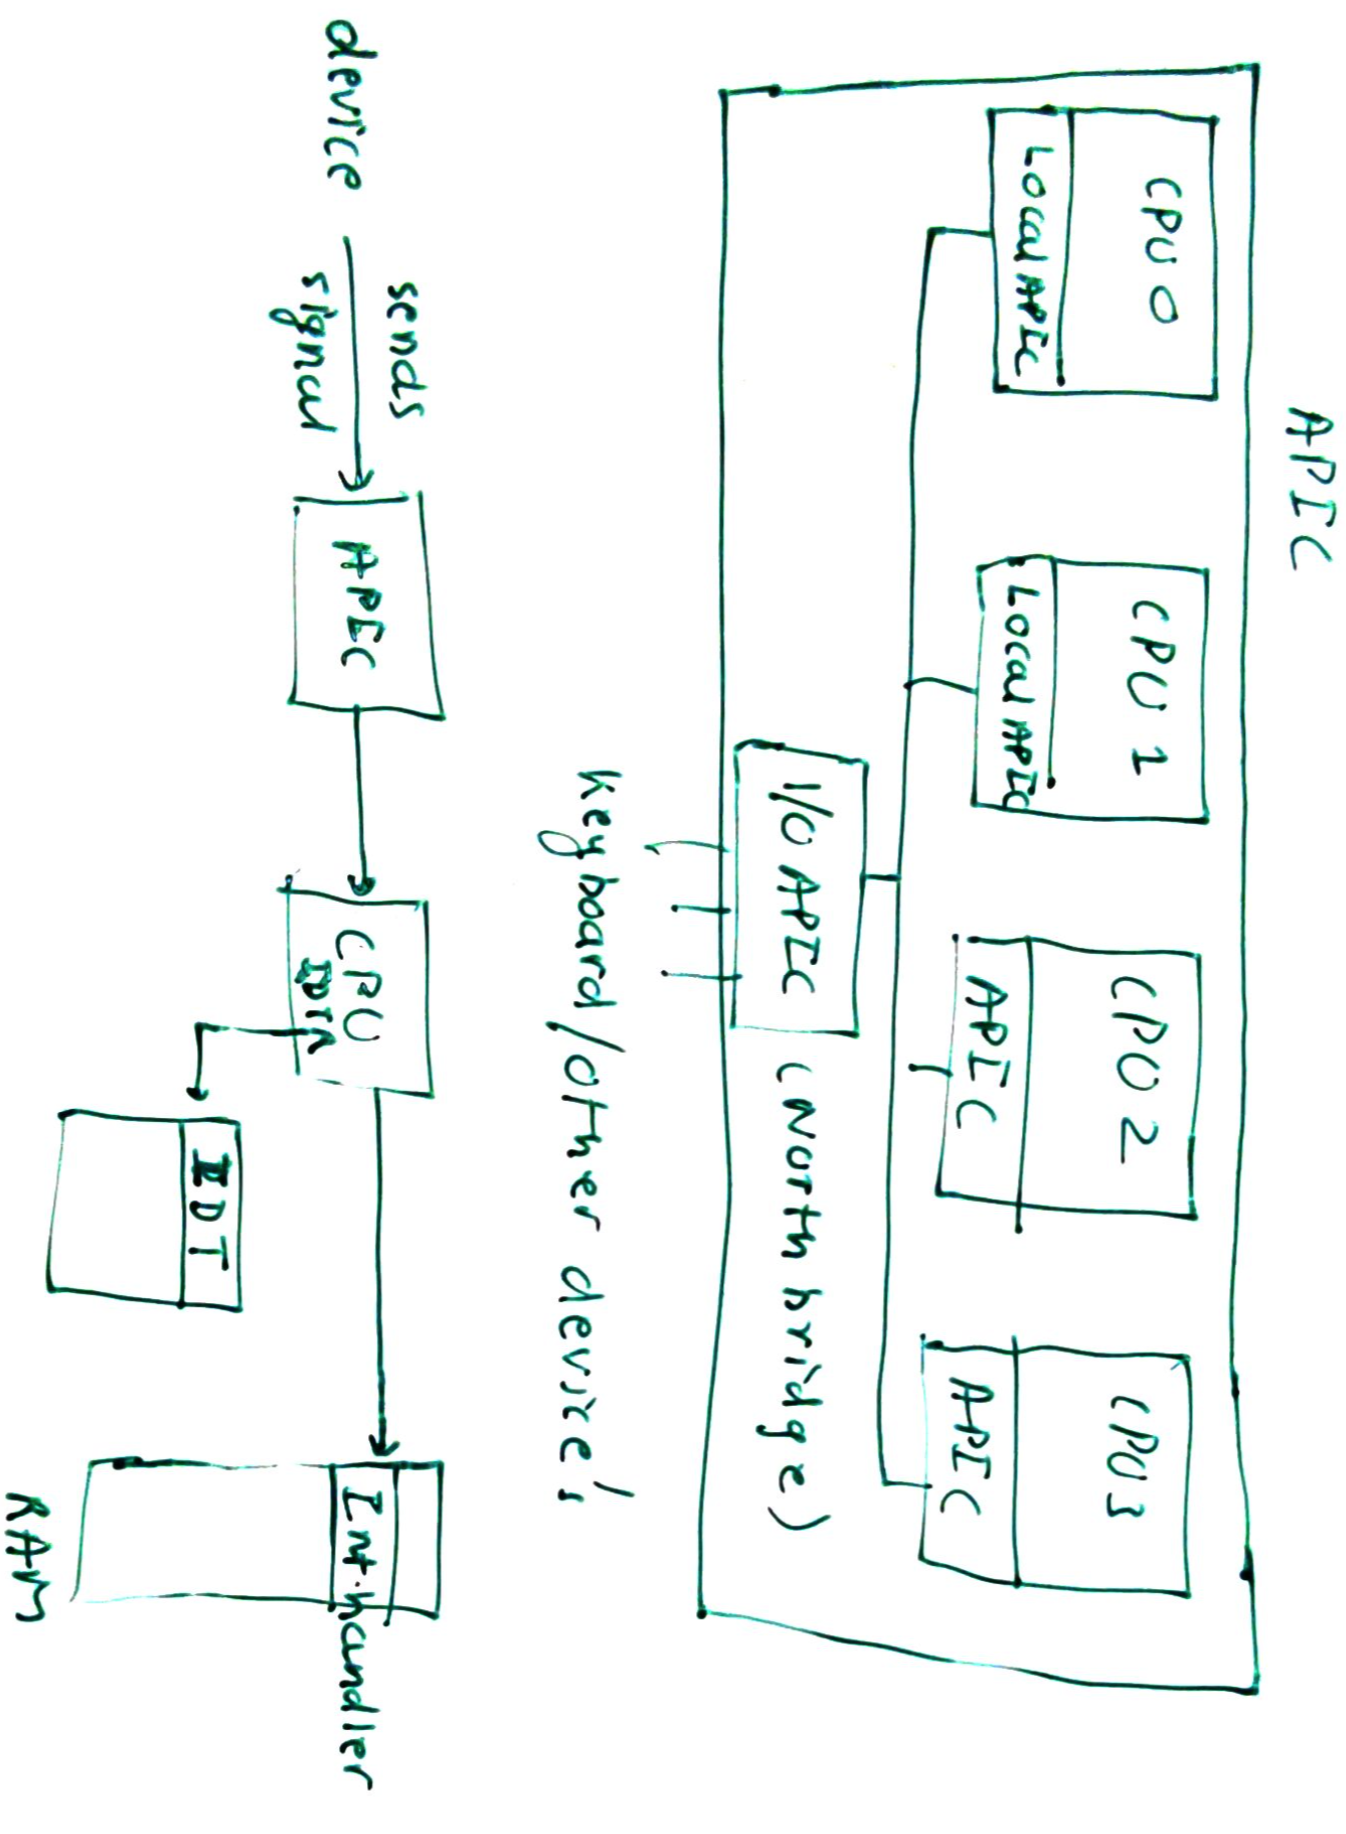 APIC
CPU 0
Local APIC
CPU 1
Local APIC
CPU 2
APIC
CPU 3
APIC
I/O APIC (North bridge)
Keyboard/other device's
device
sends
signal
APIC
CPU
IDTR
IDT
Int.handler
RAM